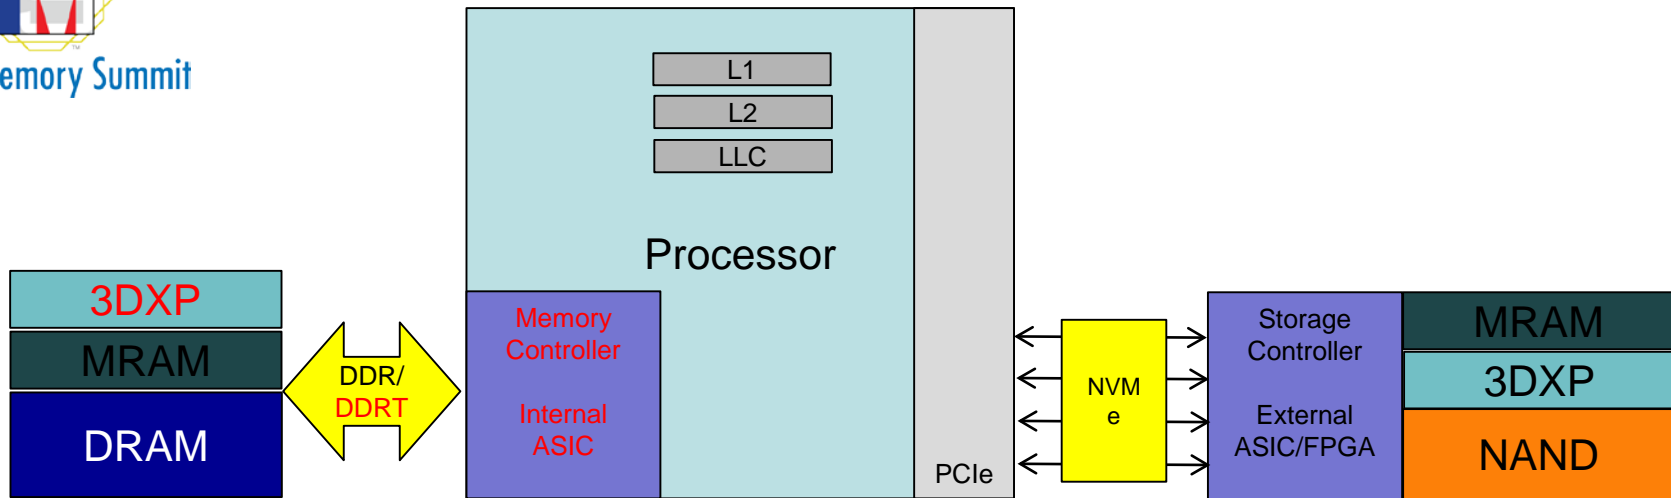 emory Summit
L1
L2
LLC
Processor
3DXP
MRAM
DRAM
DDR/
DDRT
Memory
Controller
Internal
ASIC
PCIe
NVM
e
Storage
Controller
External
ASIC/FPGA
MRAM
3DXP
NAND